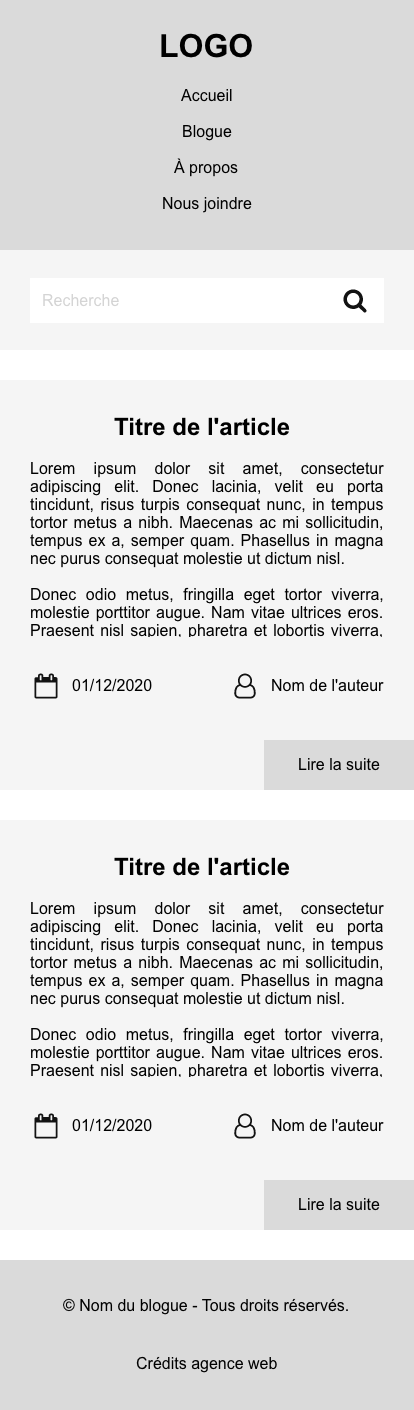 LOGO
Accueil
Blogue
À propos
Nous joindre
Recherche
Titre de l'article
Lorem ipsum dolor sit amet, consectetur
adipiscing elit. Donec lacinia, velit eu porta
tincidunt, risus turpis consequat nunc, in tempus
tortor metus a nibh. Maecenas ac mi sollicitudin,
tempus ex a, semper quam. Phasellus in magna
nec purus consequat molestie ut dictum nisl.
Donec odio metus, fringilla eget tortor viverra,
molestie porttitor augue. Nam vitae ultrices eros.
Praesent nisl sapien, pharetra et lobortis viverra,
01/12/2020 Nom de l'auteur
Lire la suite
Titre de l'article
Lorem ipsum dolor sit amet, consectetur
adipiscing elit. Donec lacinia, velit eu porta
tincidunt, risus turpis consequat nunc, in tempus
tortor metus a nibh. Maecenas ac mi sollicitudin,
tempus ex a, semper quam. Phasellus in magna
nec purus consequat molestie ut dictum nisl.
Donec odio metus, fringilla eget tortor viverra,
molestie porttitor augue. Nam vitae ultrices eros.
Praesent nisl sapien, pharetra et lobortis viverra,
01/12/2020 Nom de l'auteur
Lire la suite
© Nom du blogue - Tous droits réservés.
Crédits agence web